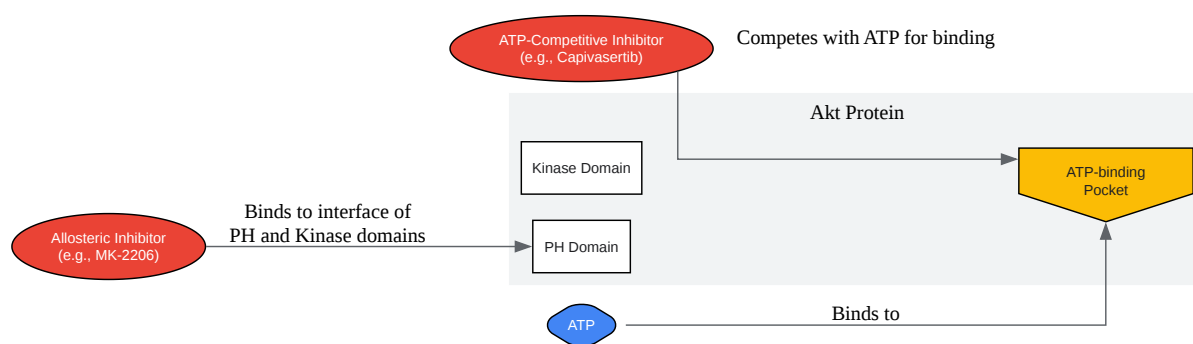 ATP-Competitive Inhibitor
(e.g., Capivasertib)
Competes with ATP for binding
Akt Protein
Kinase Domain
ATP-binding
Pocket
Binds to interface of
PH and Kinase domains
Allosteric Inhibitor
(e.g., MK-2206)
PH Domain
ATP
Binds to